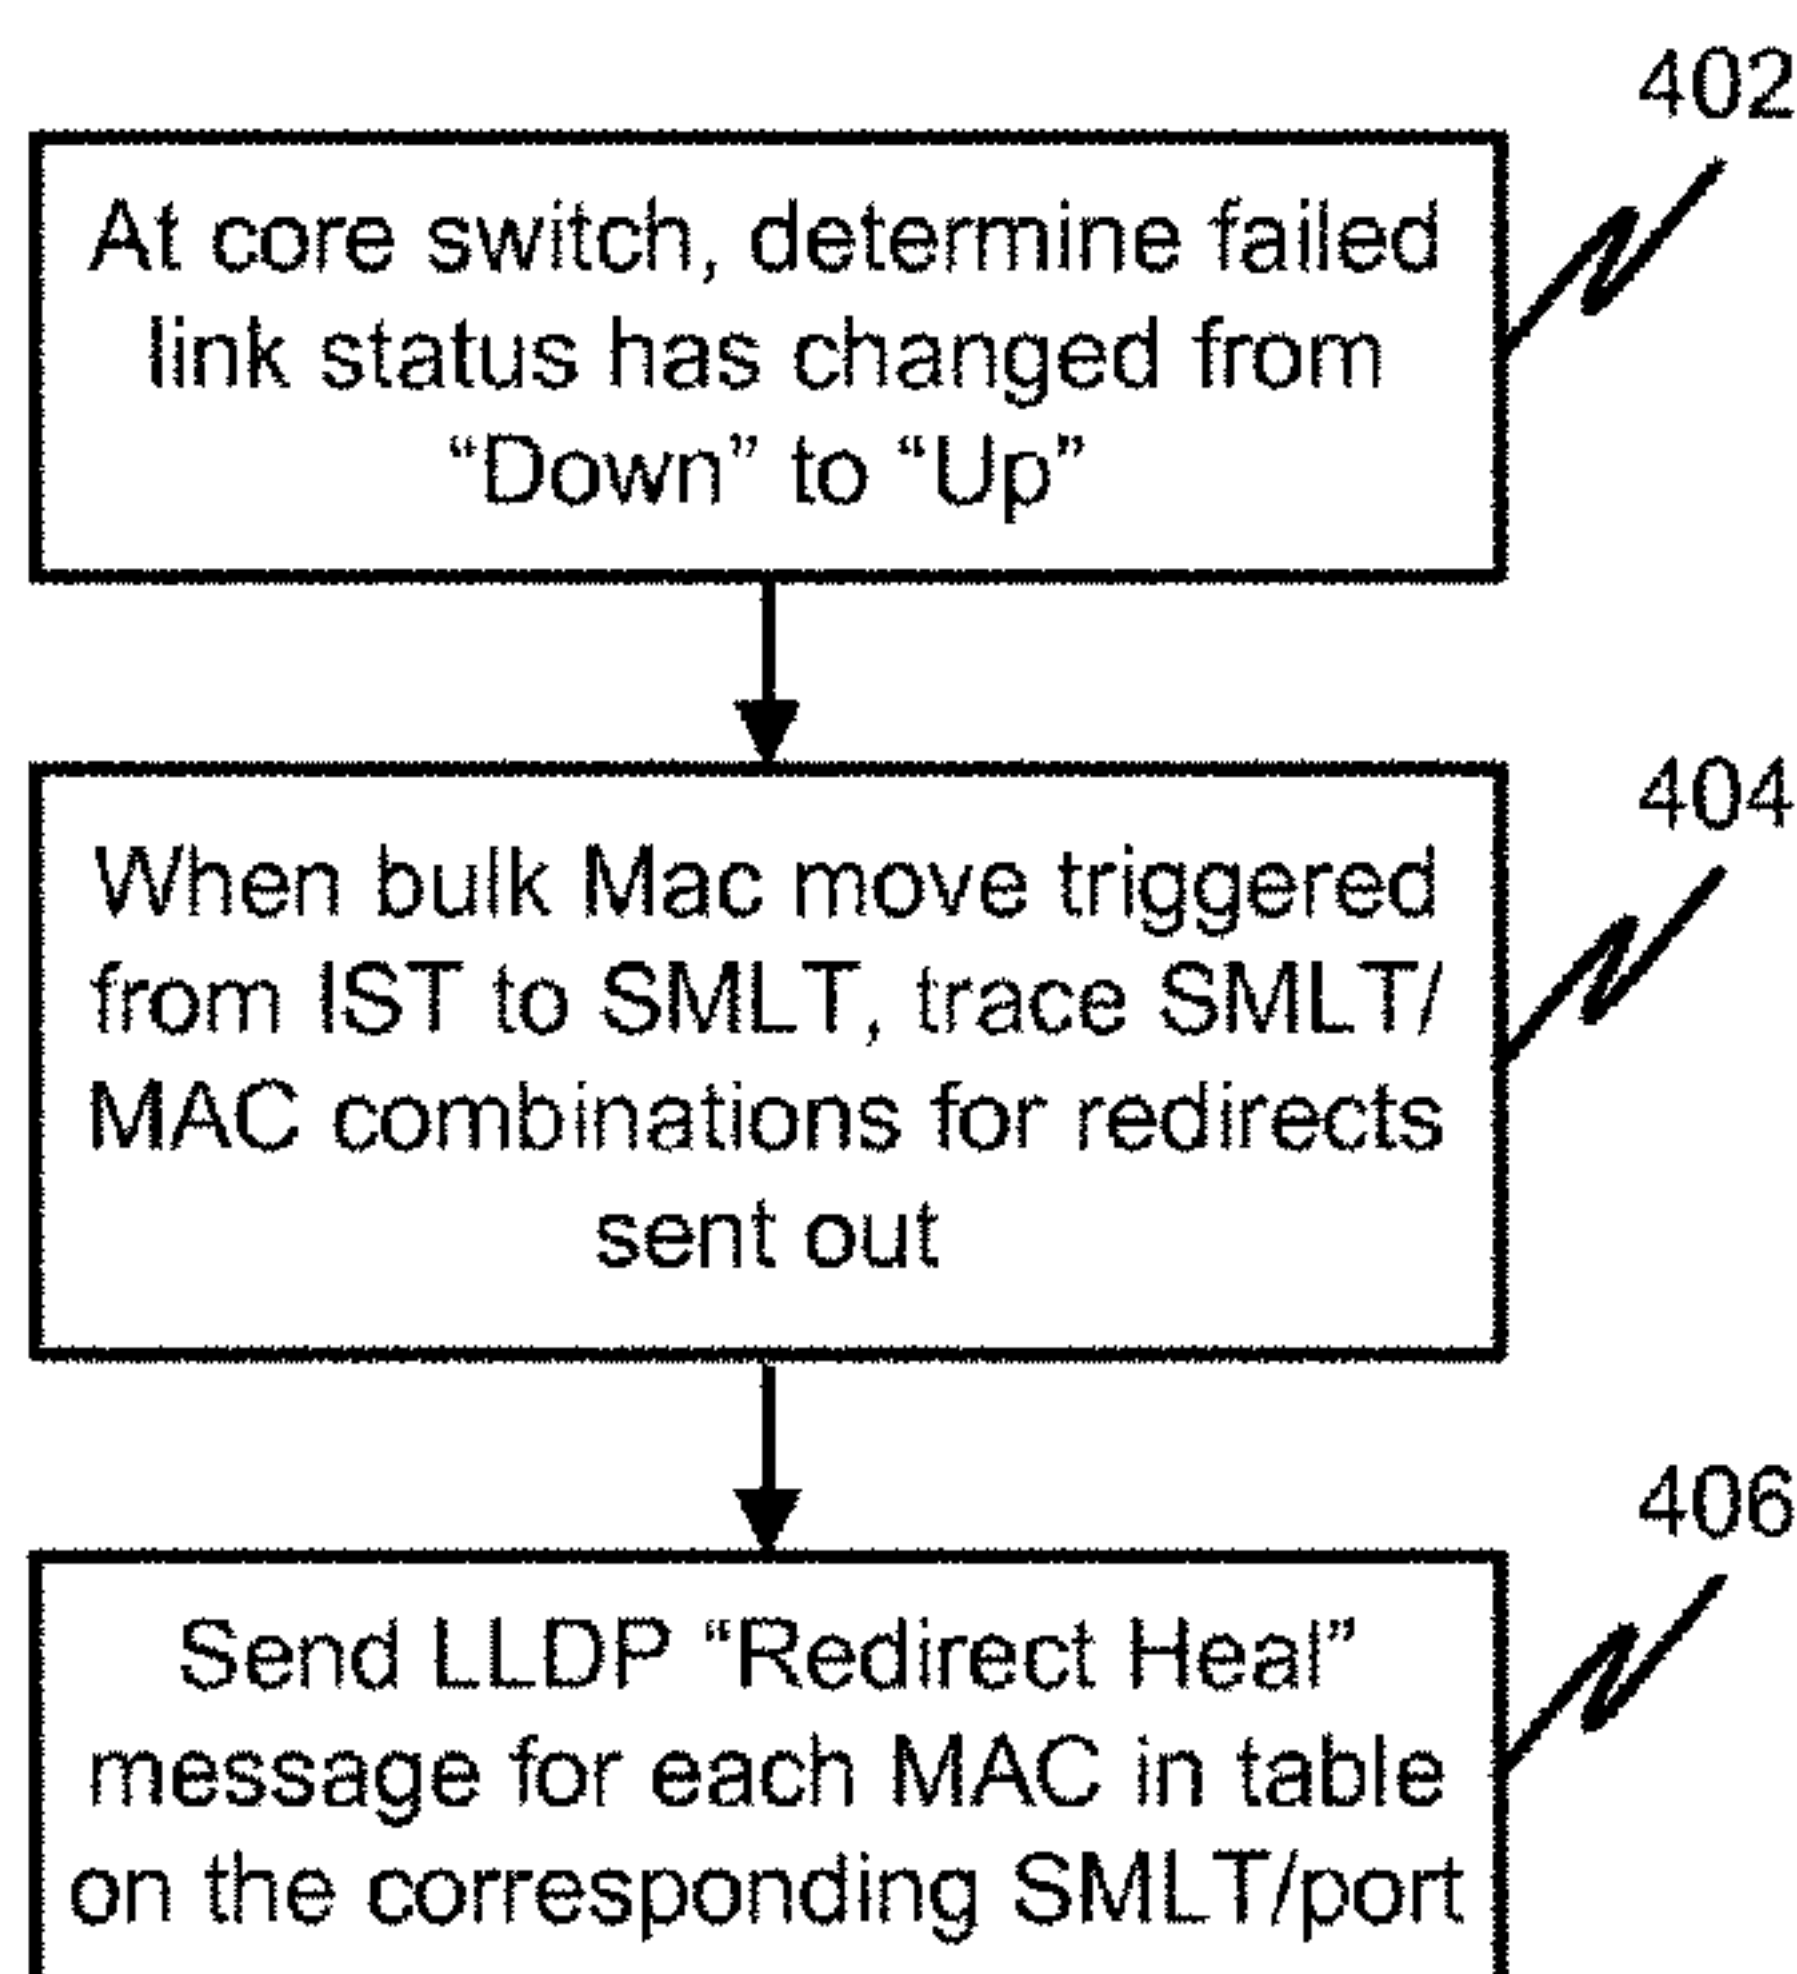 402
At core switch, determine failed
link status has changed from
“Down” to “Up”
404
When bulk Mac move triggered
from IST to SMLT, trace SMLT/
MAC combinations for redirects
sent out
406
Send LLDP “Redirect Heal”
message for each MAC in table
on the corresponding SMLT/port